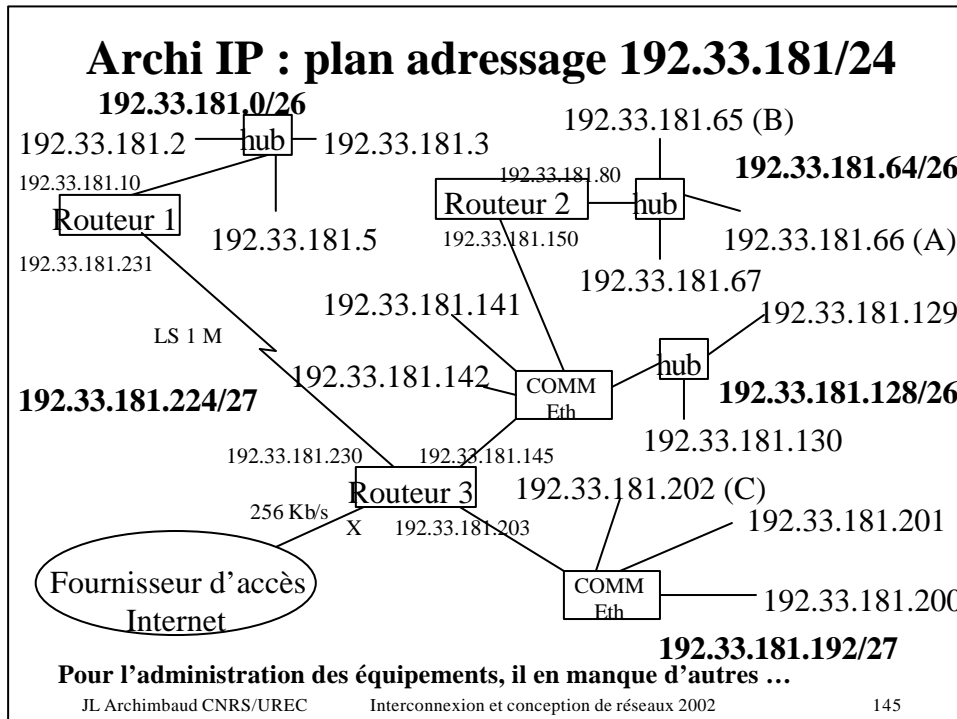 Archi IP : plan adressage 192.33.181/24
192.33.181.0/26
192.33.181.2
hub
192.33.181.3
192.33.181.65 (B)
192.33.181.10
192.33.181.80
192.33.181.64/26
Routeur 1
Routeur 2
hub
192.33.181.5
192.33.181.150
192.33.181.66 (A)
192.33.181.231
192.33.181.67
192.33.181.141
192.33.181.129
LS 1 M
192.33.181.142
COMM
Eth
hub
192.33.181.224/27
192.33.181.128/26
192.33.181.130
192.33.181.230
192.33.181.145
Routeur 3
192.33.181.202 (C)
256 Kb/s
X
192.33.181.203
192.33.181.201
Fournisseur d’accès
Internet
COMM
Eth
192.33.181.200
192.33.181.192/27
Pour l’administration des équipements, il en manque d’autres …
JL Archimbaud CNRS/UREC
Interconnexion et conception de réseaux 2002
145